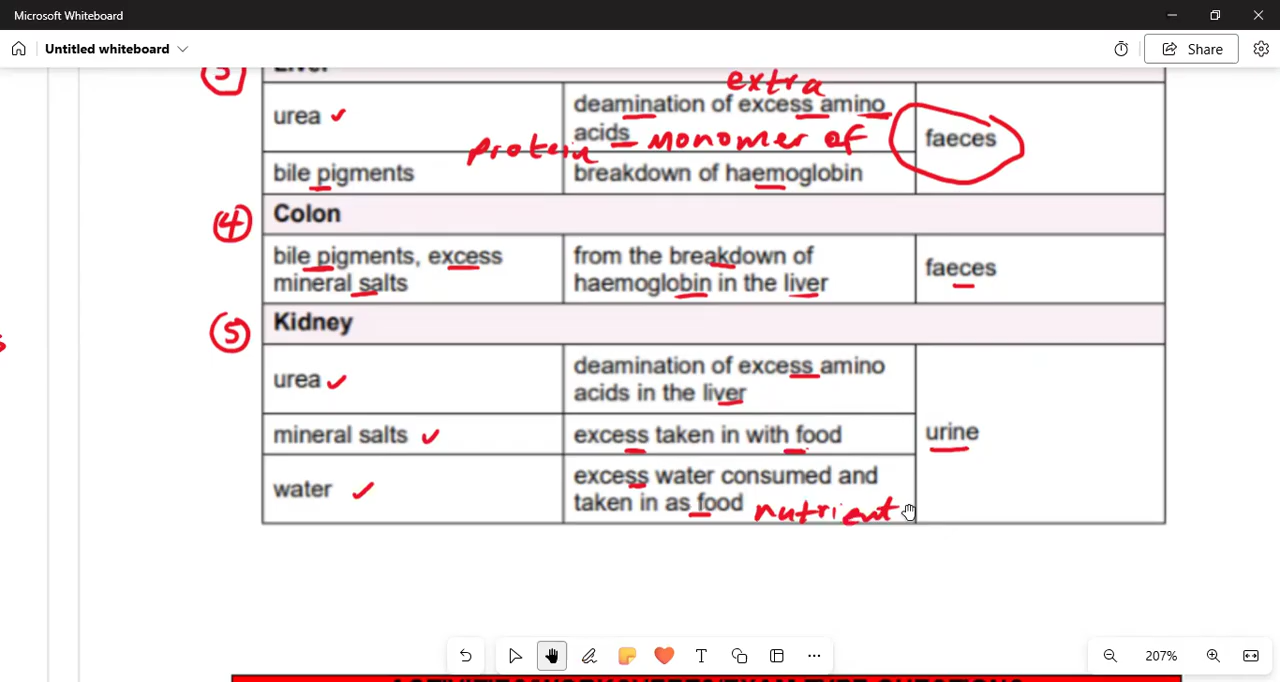 Microsoft Whiteboard
Untitled whiteboard
Share
3
Liver
extra
urea
deamination of excess amino
acids - monomer of
protein
faeces
bile pigments
breakdown of haemoglobin
4
Colon
bile pigments, excess
mineral salts
from the breakdown of
haemoglobin in the liver
faeces
5
Kidney
urea
deamination of excess amino
acids in the liver
mineral salts
excess taken in with food
urine
water
excess water consumed and
taken in as food nutrient
207%